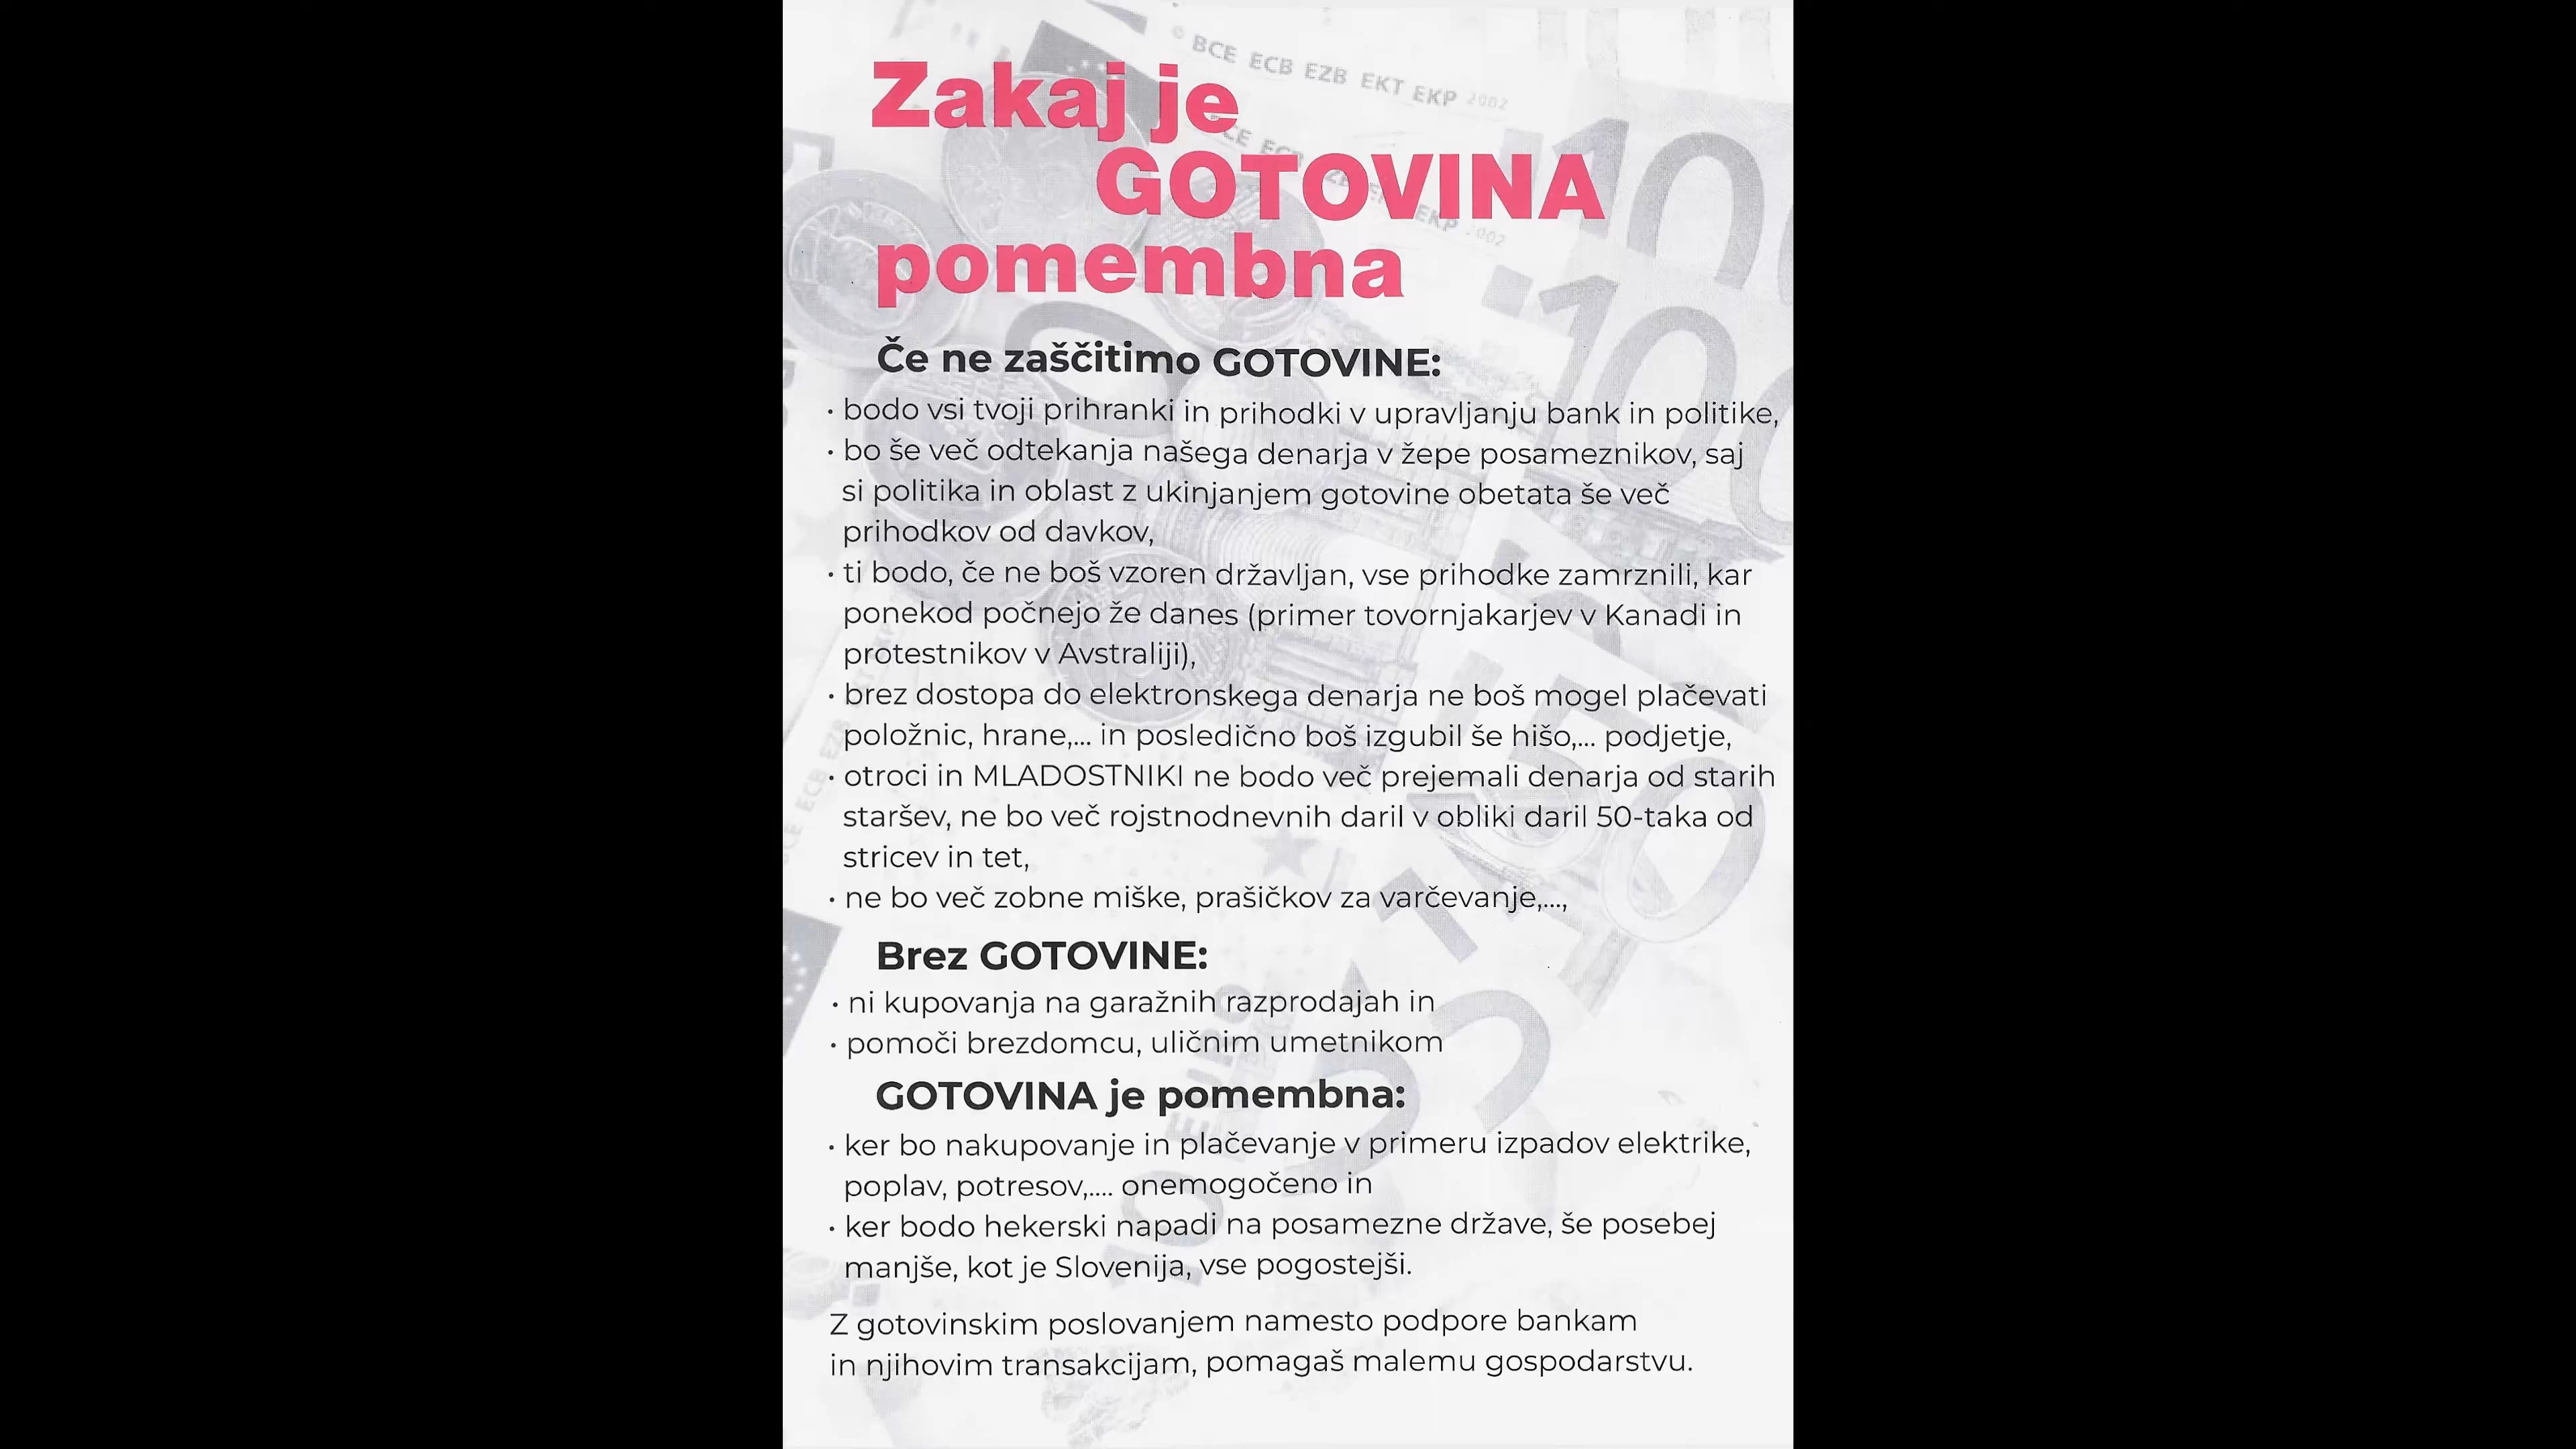 © BCE ECB EZB EKT EKP 2002
Zakaj je
GOTOVINA
pomembna
Če ne zaščitimo GOTOVINE:
• bodo vsi tvoji prihranki in prihodki v upravljanju bank in politike,
• bo še več odtekanja našega denarja v žepe posameznikov, saj
si politika in oblast z ukinjanjem gotovine obetata še več
prihodkov od davkov,
• ti bodo, če ne boš vzoren državljan, vse prihodke zamrznili, kar
ponekod počnejo že danes (primer tovornjakarjev v Kanadi in
protestnikov v Avstraliji),
• brez dostopa do elektronskega denarja ne boš mogel plačevati
položnic, hrane,... in posledično boš izgubil še hišo,... podjetje,
• otroci in MLADOSTNIKI ne bodo več prejemali denarja od starih
staršev, ne bo več rojstnodnevnih daril v obliki daril 50-taka od
stricev in tet,
• ne bo več zobne miške, prašičkov za varčevanje,...,
Brez GOTOVINE:
• ni kupovanja na garažnih razprodajah in
• pomoči brezdomcu, uličnim umetnikom
GOTOVINA je pomembna:
• ker bo nakupovanje in plačevanje v primeru izpadov elektrike,
poplav, potresov,.... onemogočeno in
• ker bodo hekerski napadi na posamezne države, še posebej
manjše, kot je Slovenija, vse pogostejši.
Z gotovinskim poslovanjem namesto podpore bankam
in njihovim transakcijam, pomagaš malemu gospodarstvu.